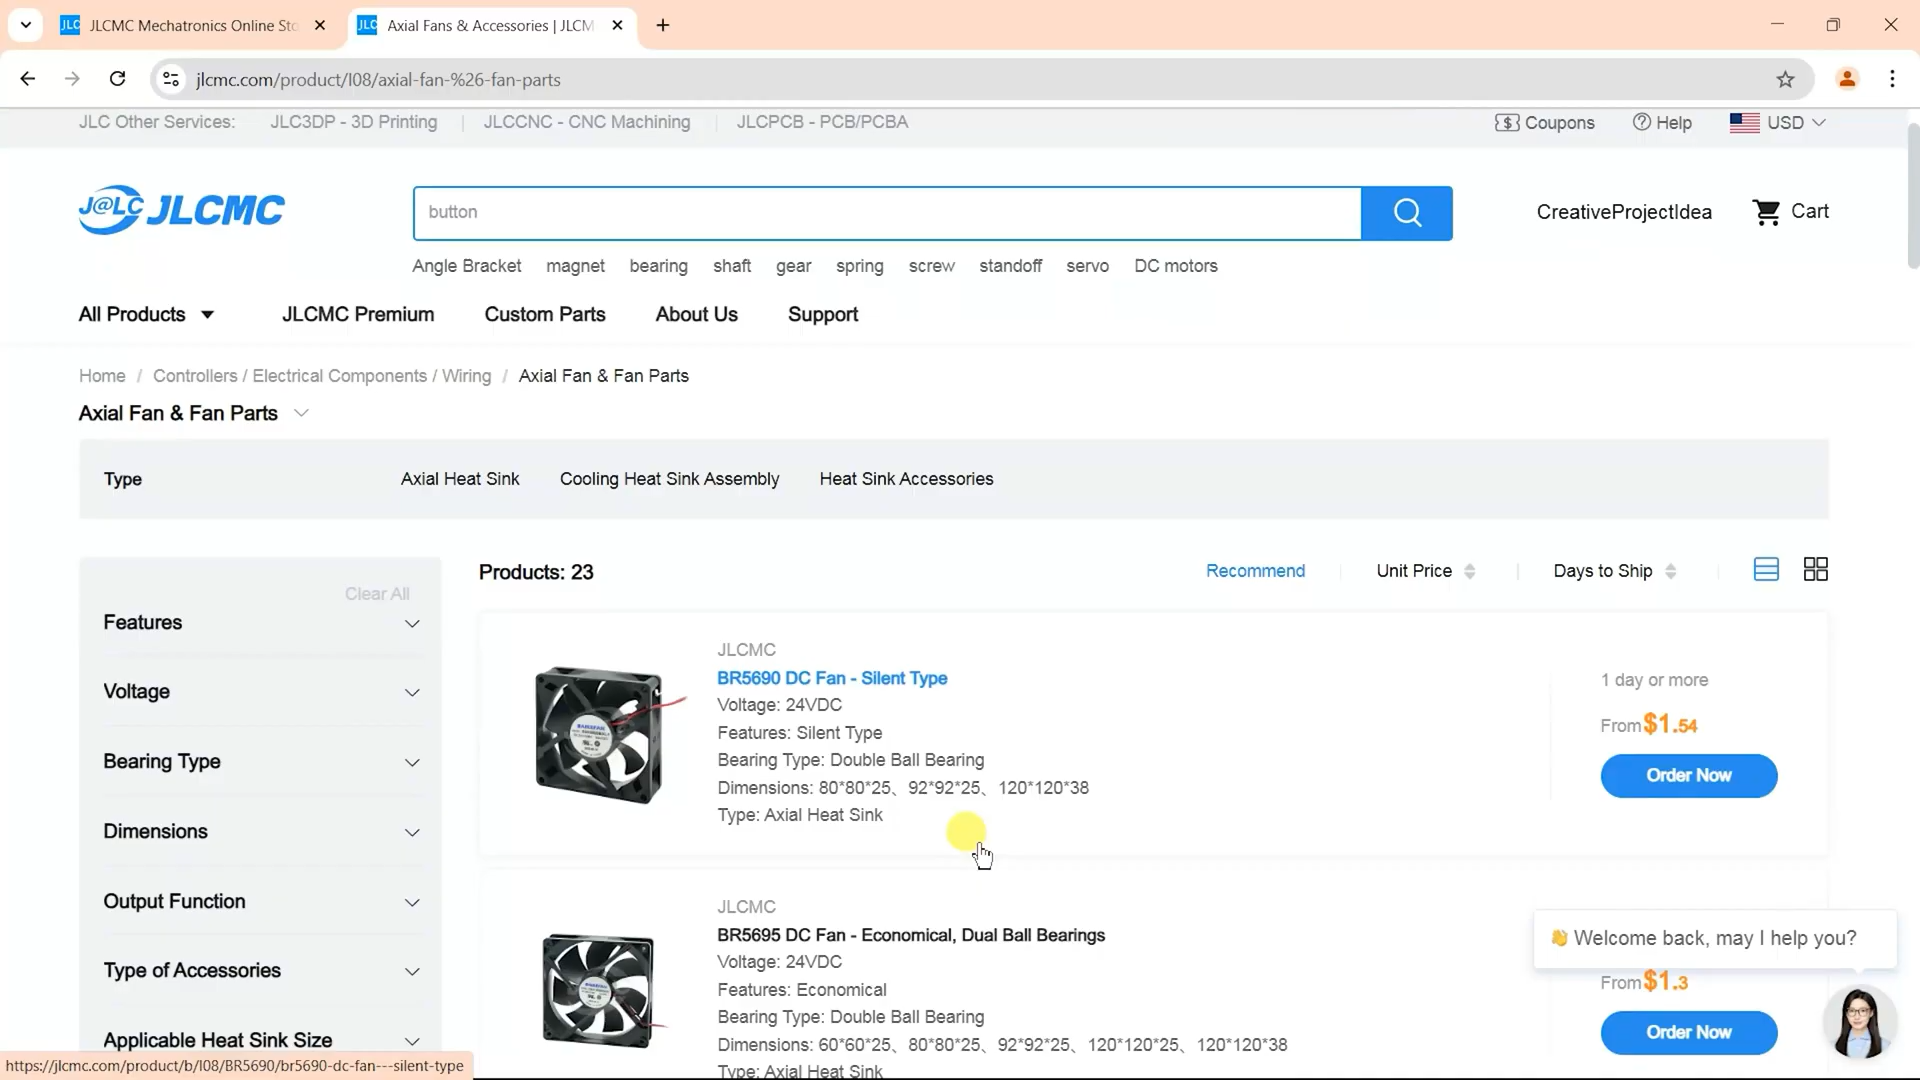 JLCMC Mechatronics Online Sto
Axial Fans & Accessories | JLCM
jlcmc.com/product/l08/axial-fan-%26-fan-parts
JLC Other Services: JLC3DP - 3D Printing | JLCCNC - CNC Machining | JLCPCB - PCB/PCBA
Coupons Help USD
J@LC JLCMC
button
CreativeProjectIdea Cart
Angle Bracket magnet bearing shaft gear spring screw standoff servo DC motors
All Products JLCMC Premium Custom Parts About Us Support
Home / Controllers / Electrical Components / Wiring / Axial Fan & Fan Parts
Axial Fan & Fan Parts
Type Axial Heat Sink Cooling Heat Sink Assembly Heat Sink Accessories
Clear All
Features
Voltage
Bearing Type
Dimensions
Output Function
Type of Accessories
Applicable Heat Sink Size
Products: 23 Recommend Unit Price Days to Ship
JLCMC
BR5690 DC Fan - Silent Type
Voltage: 24VDC
Features: Silent Type
Bearing Type: Double Ball Bearing
Dimensions: 80*80*25、92*92*25、120*120*38
Type: Axial Heat Sink
1 day or more
From $1.54
Order Now
JLCMC
BR5695 DC Fan - Economical, Dual Ball Bearings
Voltage: 24VDC
Features: Economical
Bearing Type: Double Ball Bearing
Dimensions: 60*60*25、80*80*25、92*92*25、120*120*25、120*120*38
Type: Axial Heat Sink
👋 Welcome back, may I help you?
From $1.3
Order Now
https://jlcmc.com/product/b/l08/BR5690/br5690-dc-fan---silent-type